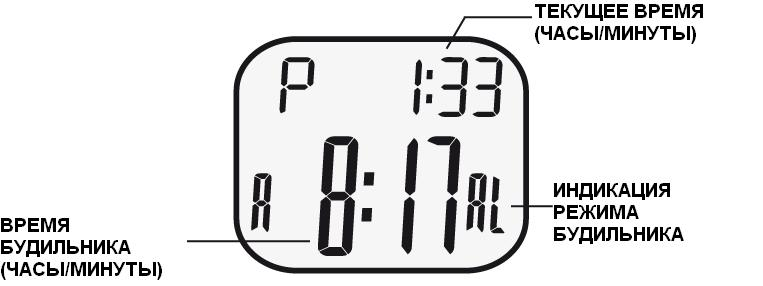 ТЕКУЩЕЕ ВРЕМЯ
(ЧАСЫ/МИНУТЫ)
P 1:33
A 8:17 AL
ИНДИКАЦИЯ
РЕЖИМА
БУДИЛЬНИКА
ВРЕМЯ
БУДИЛЬНИКА
(ЧАСЫ/МИНУТЫ)